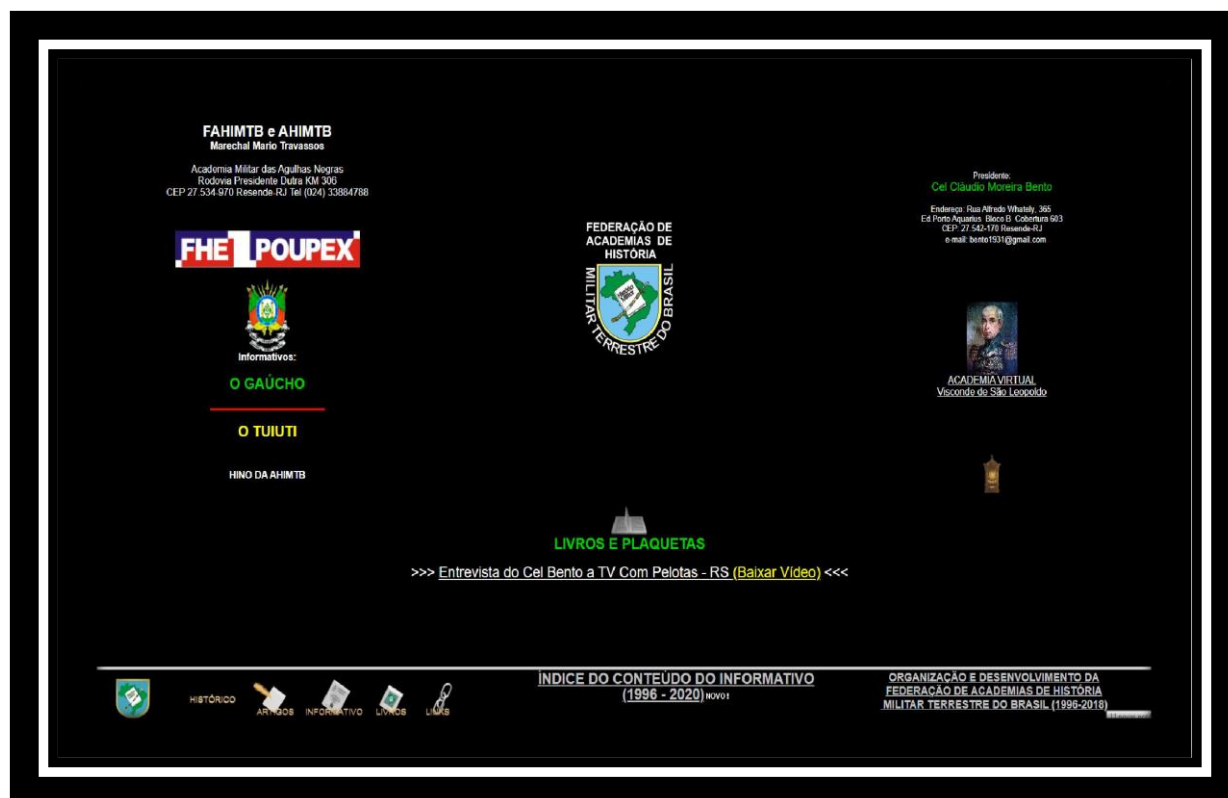 FAHIMTB e AHIMTB
Marechal Mario Travassos
Academia Militar das Agulhas Negras
Rodovia Presidente Dutra KM 306
CEP 27.534-970 Resende-RJ Tel (024) 33884788
FHE POUPEX
Informativos:
O GAÚCHO
O TUIUTI
HINO DA AHIMTB
FEDERAÇÃO DE
ACADEMIAS DE
HISTÓRIA
MILITAR TERRESTRE DO BRASIL
Presidente:
Cel Cláudio Moreira Bento
Endereço: Rua Alfredo Whately, 365
Ed.Porto Aquarius Bloco B Cobertura 603
CEP: 27.542-170 Resende-RJ
e-mail: bento1931@gmail.com
ACADEMIA VIRTUAL
Visconde de São Leopoldo
LIVROS E PLAQUETAS
>>> Entrevista do Cel Bento a TV Com Pelotas - RS (Baixar Vídeo) <<<
HISTÓRICO
ARTIGOS
INFORMATIVO
LIVROS
LINKS
ÍNDICE DO CONTEÚDO DO INFORMATIVO
(1996 - 2020) NOVO!
ORGANIZAÇÃO E DESENVOLVIMENTO DA
FEDERAÇÃO DE ACADEMIAS DE HISTÓRIA
MILITAR TERRESTRE DO BRASIL (1996-2018)